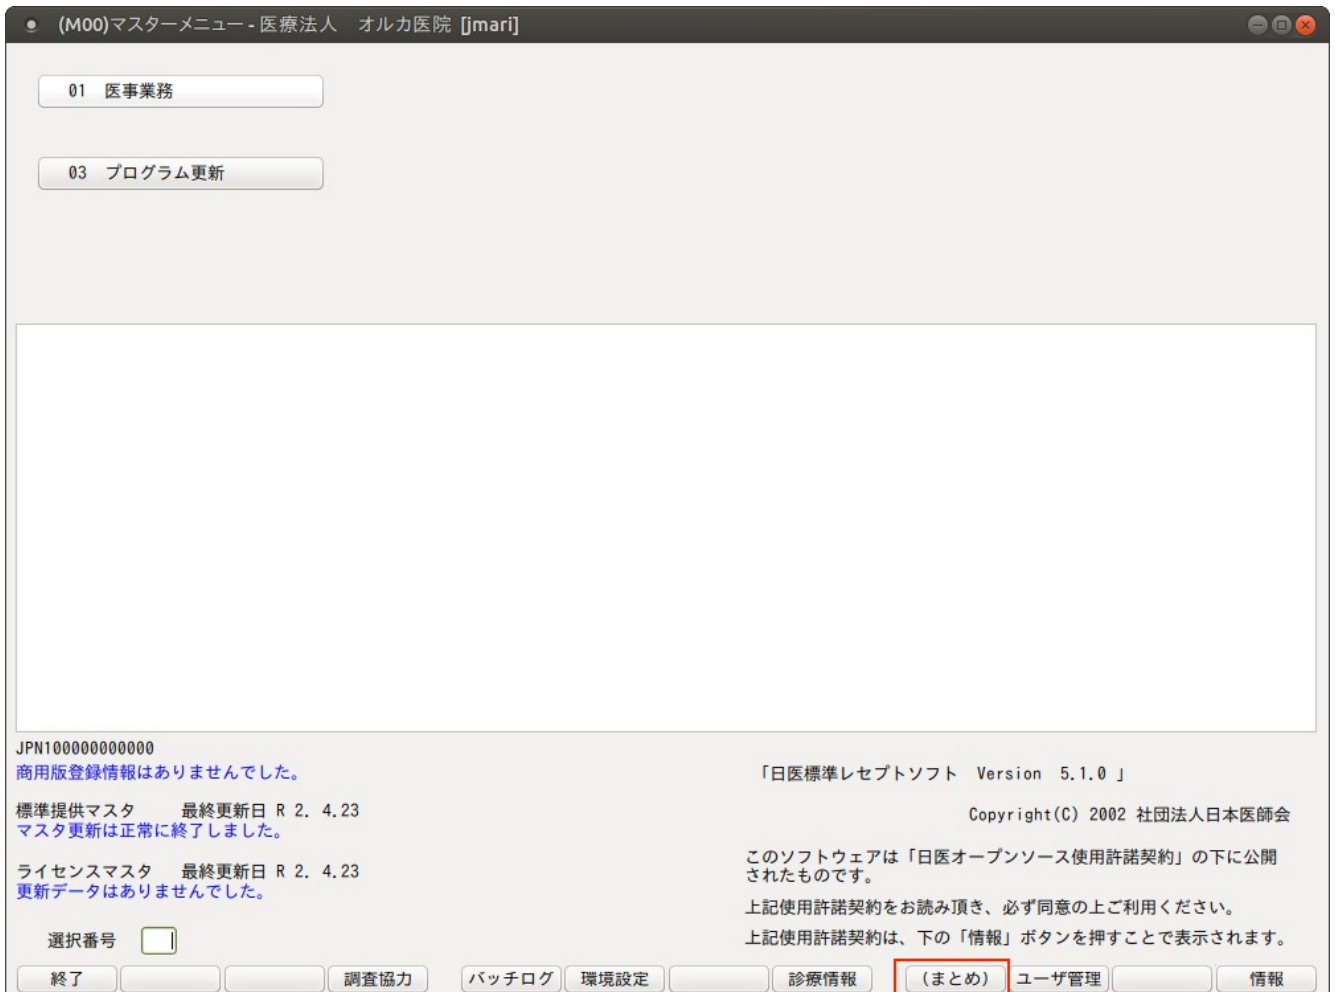 (M00)マスターメニュー - 医療法人　オルカ医院 [jmari]
01 医事業務
03 プログラム更新
JPN100000000000
商用版登録情報はありませんでした。
「日医標準レセプトソフト Version 5.1.0 」
標準提供マスタ 最終更新日 R 2. 4.23
マスタ更新は正常に終了しました。
Copyright(C) 2002 社団法人日本医師会
ライセンスマスタ 最終更新日 R 2. 4.23
更新データはありませんでした。
このソフトウェアは「日医オープンソース使用許諾契約」の下に公開
されたものです。
上記使用許諾契約をお読み頂き、必ず同意の上ご利用ください。
上記使用許諾契約は、下の「情報」ボタンを押すことで表示されます。
選択番号
終了 調査協力 バッチログ 環境設定 診療情報 (まとめ) ユーザ管理 情報